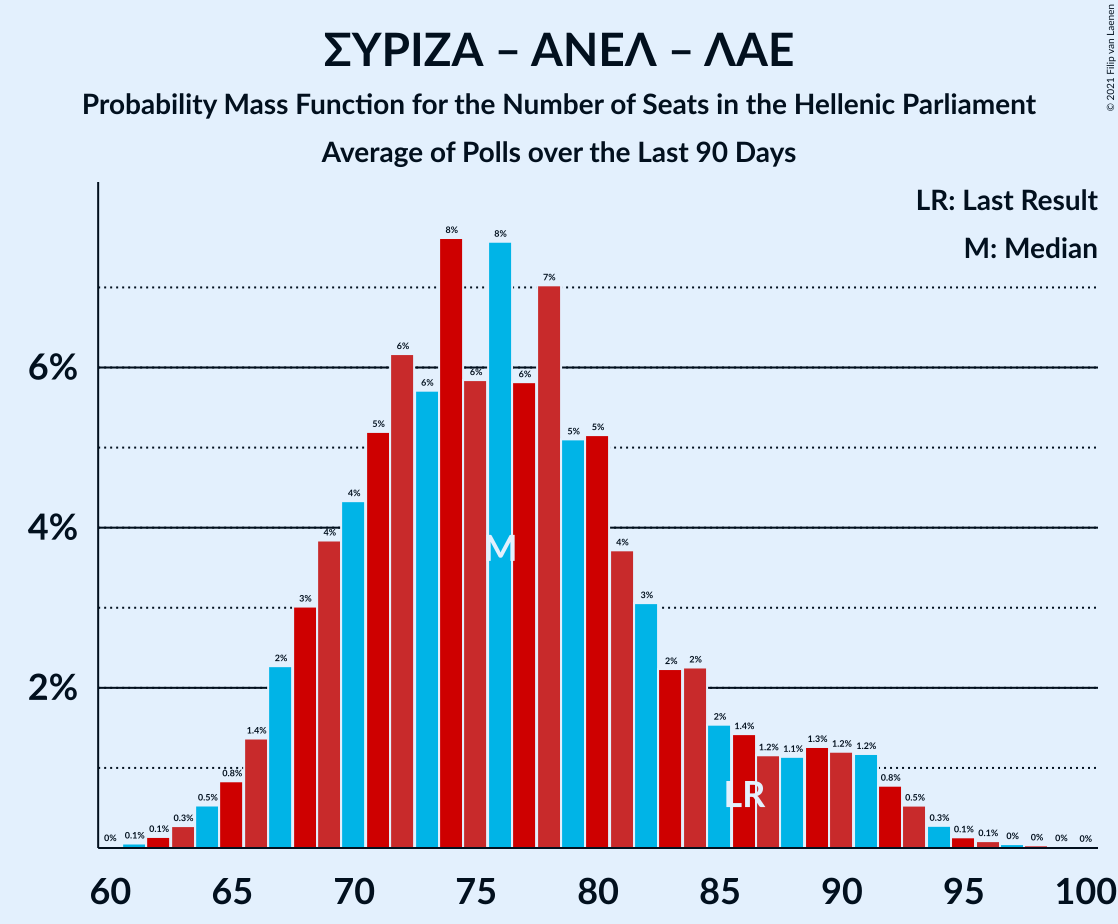 ΣΥΡΙΖΑ – ΑΝΕΛ – ΛΑΕ
Probability Mass Function for the Number of Seats in the Hellenic Parliament
Average of Polls over the Last 90 Days
© 2021 Filip van Laenen
LR: Last Result
M: Median
6%
4%
2%
0% 0.1% 0.1% 0.3% 0.5% 0.8% 1.4% 2% 3% 4% 4% 5% 6% 6% 8% 6% 8% 6% 7% 5% 5% 4% 3% 2% 2% 2% 1.4% 1.2% 1.1% 1.3% 1.2% 1.2% 0.8% 0.5% 0.3% 0.1% 0.1% 0% 0% 0% 0%
M
LR
60 65 70 75 80 85 90 95 100